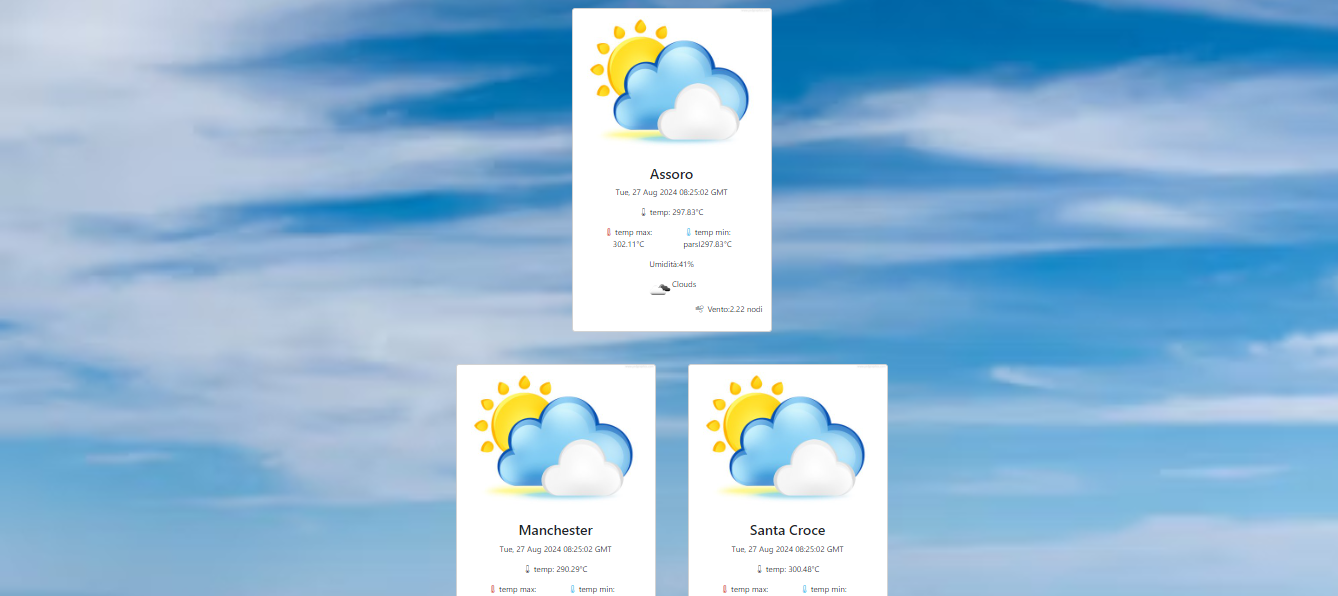 Assoro
Tue, 27 Aug 2024 08:25:02 GMT
temp: 297.83°C
temp max: temp min:
302.11°C parsI297.83°C
Umidità:41%
Clouds
Vento:2.22 nodi
Manchester
Tue, 27 Aug 2024 08:25:02 GMT
temp: 290.29°C
temp max: temp min:
Santa Croce
Tue, 27 Aug 2024 08:25:02 GMT
temp: 300.48°C
temp max: temp min: